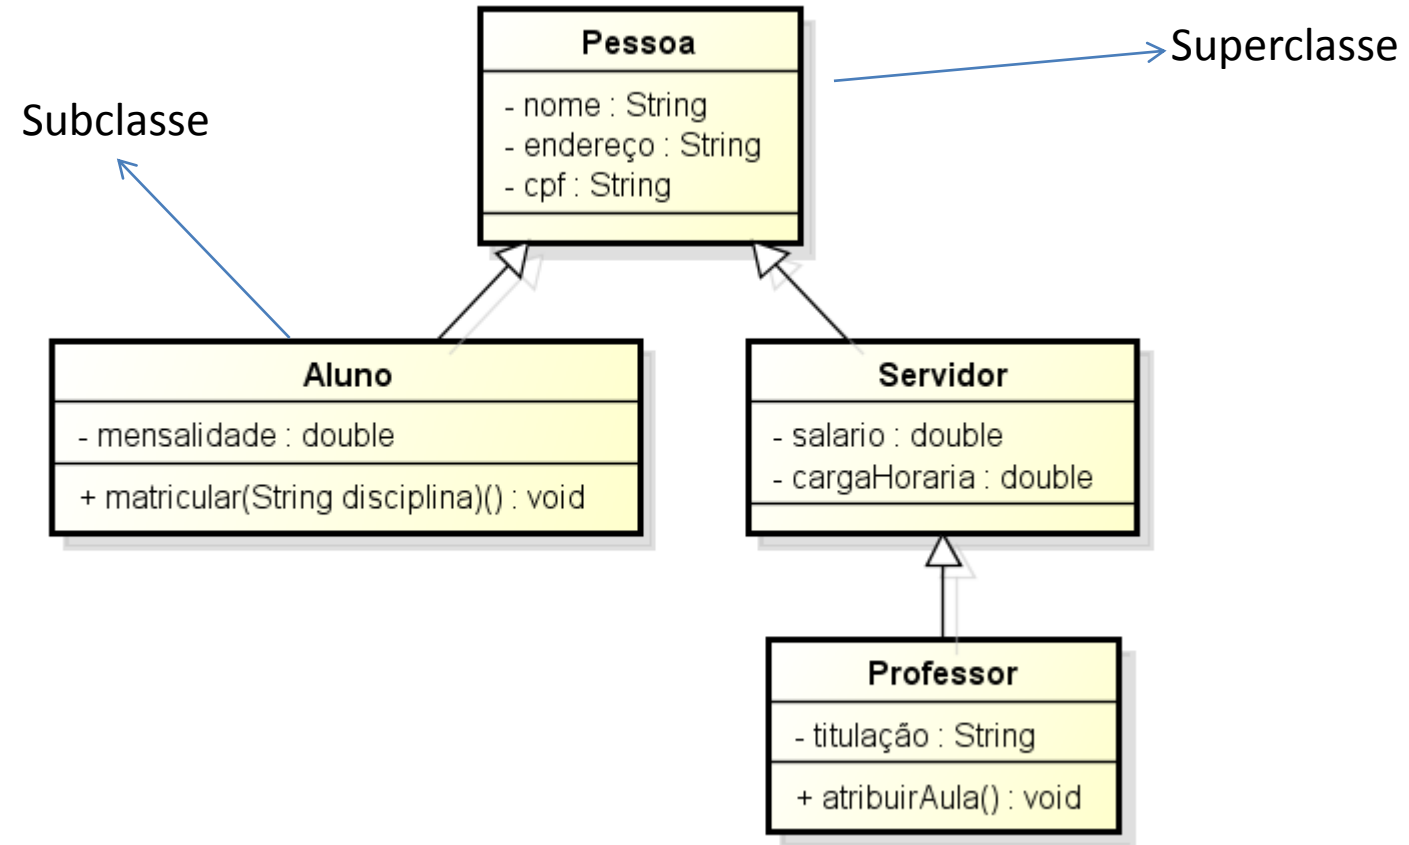 Pessoa
- nome : String
- endereço : String
- cpf : String
Superclasse
Subclasse
Aluno
- mensalidade : double
+ matricular(String disciplina)() : void
Servidor
- salario : double
- cargaHoraria : double
Professor
- titulação : String
+ atribuirAula() : void